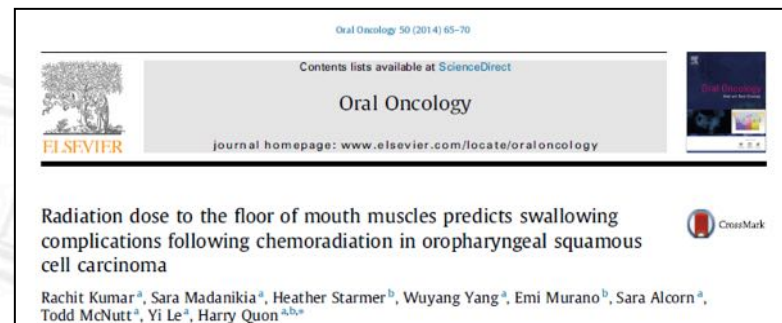 Oral Oncology 50 (2014) 65–70
Contents lists available at ScienceDirect
Oral Oncology
journal homepage: www.elsevier.com/locate/oraloncology
ELSEVIER
Oral Oncology
Radiation dose to the floor of mouth muscles predicts swallowing
complications following chemoradiation in oropharyngeal squamous
cell carcinoma
CrossMark
Rachit Kumar a, Sara Madanikia a, Heather Starmer b, Wuyang Yang a, Emi Murano b, Sara Alcorn a,
Todd McNutt a, Yi Le a, Harry Quon a,b,*